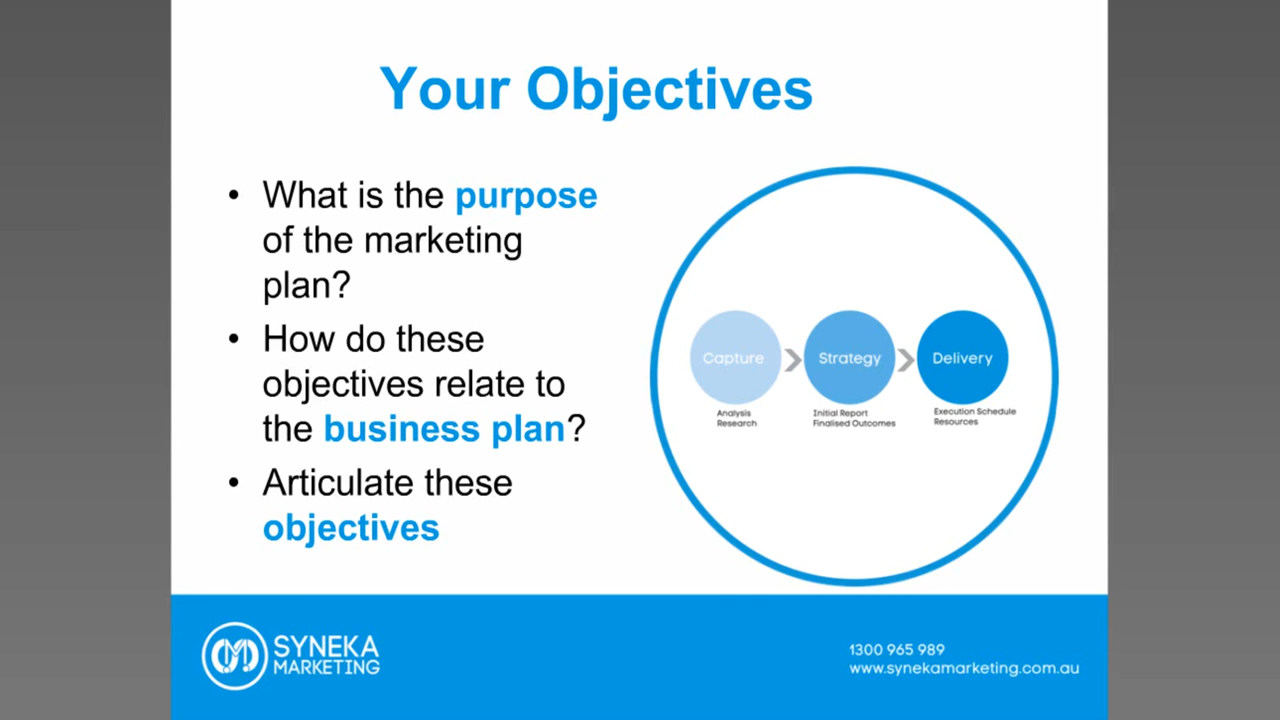 Your Objectives
• What is the purpose
of the marketing
plan?
• How do these
objectives relate to
the business plan?
• Articulate these
objectives
Capture
Strategy
Delivery
Analysis
Research
Initial Report
Finalised Outcomes
Execution Schedule
Resources
SYNEKA
MARKETING
1300 965 989
www.synekamarketing.com.au